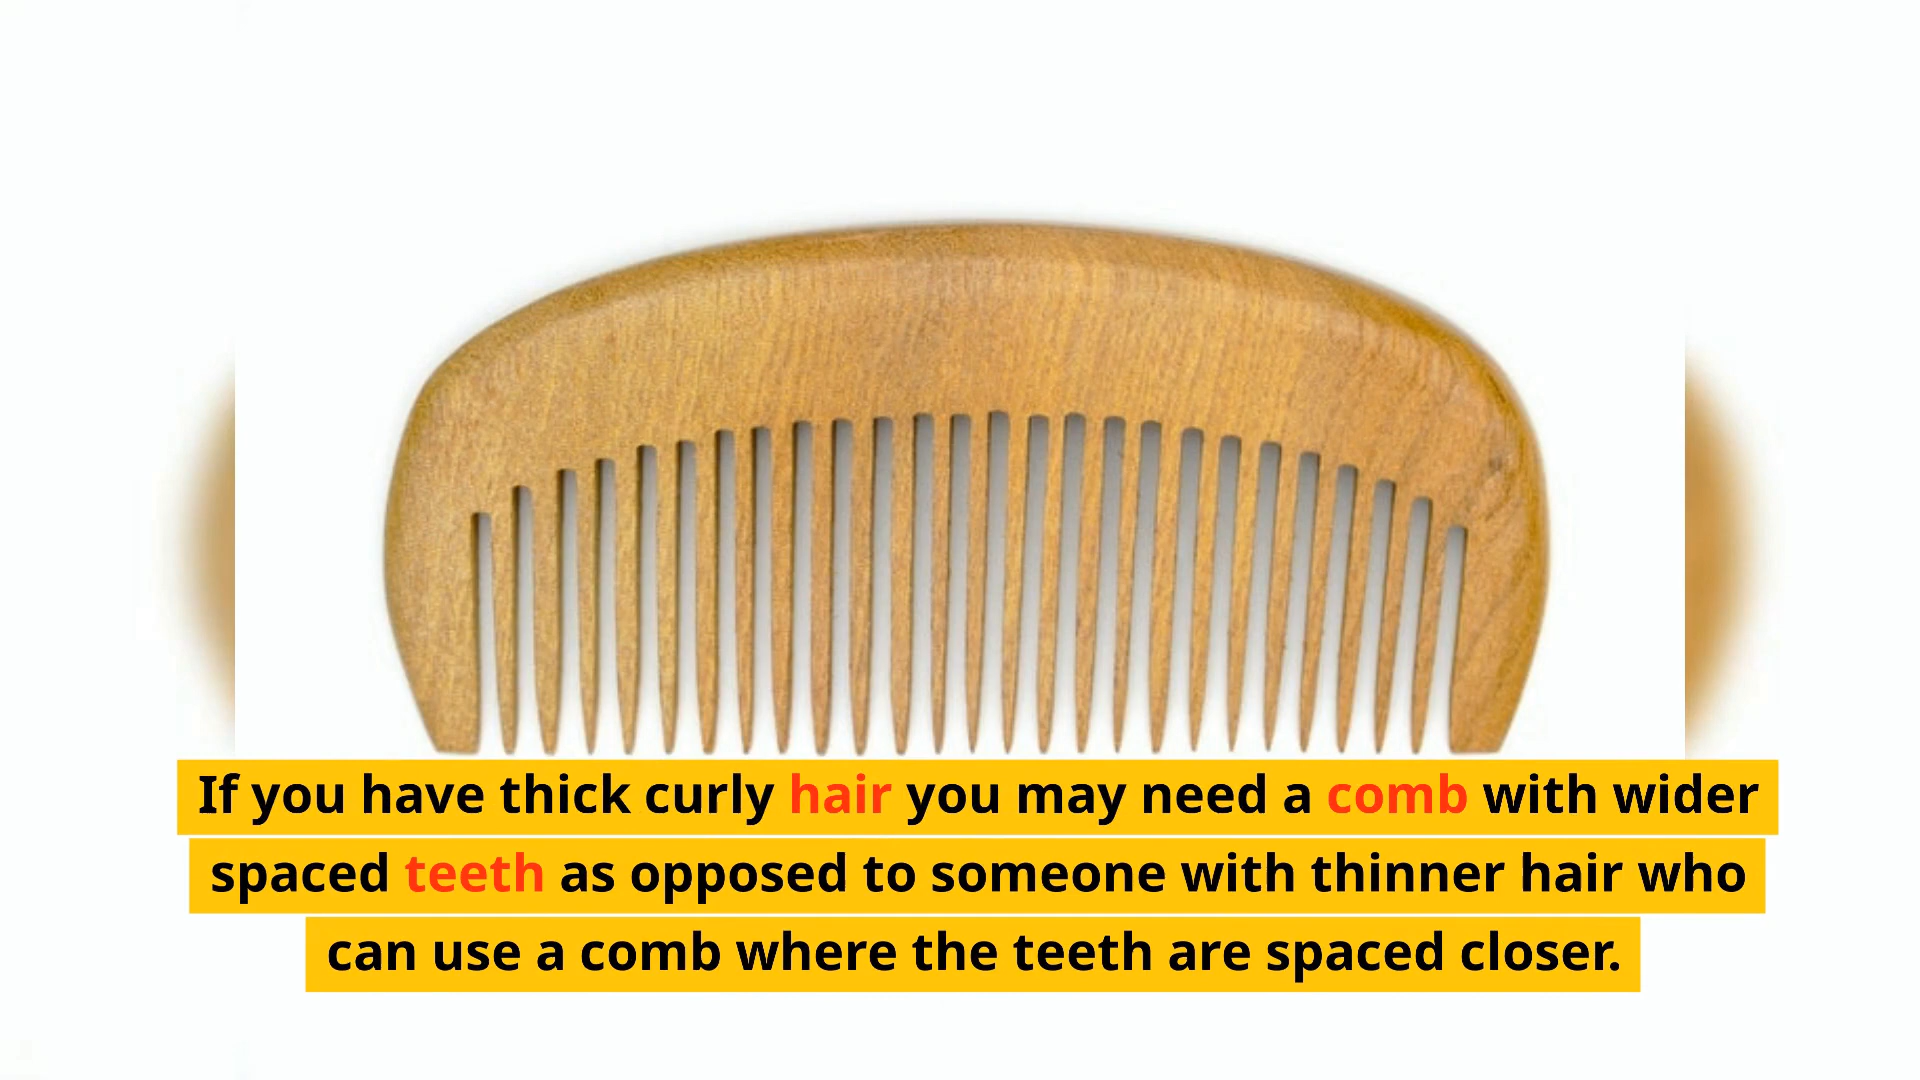 If you have thick curly hair you may need a comb with wider
spaced teeth as opposed to someone with thinner hair who
can use a comb where the teeth are spaced closer.